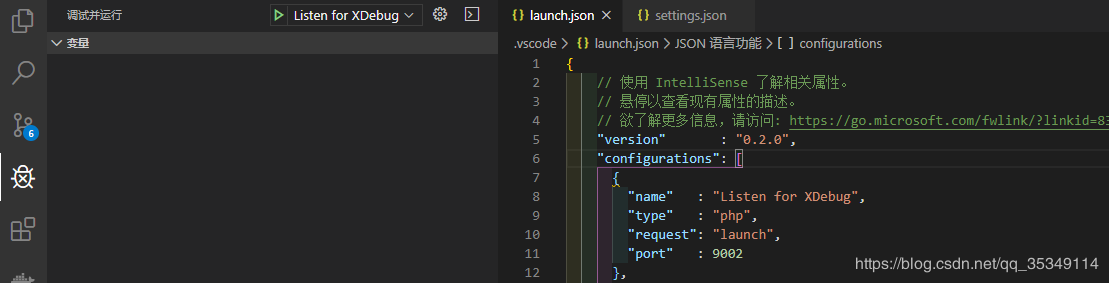 调试并运行
Listen for XDebug
变量
6
launch.json
settings.json
.vscode > launch.json > JSON 语言功能 > [ ] configurations
1 {
2 // 使用 IntelliSense 了解相关属性。
3 // 悬停以查看现有属性的描述。
4 // 欲了解更多信息，请访问: https://go.microsoft.com/fwlink/?linkid=83
5 "version" : "0.2.0",
6 "configurations": [
7 {
8 "name" : "Listen for XDebug",
9 "type" : "php",
10 "request": "launch",
11 "port" : 9002
12 },
https://blog.csdn.net/qq_35349114